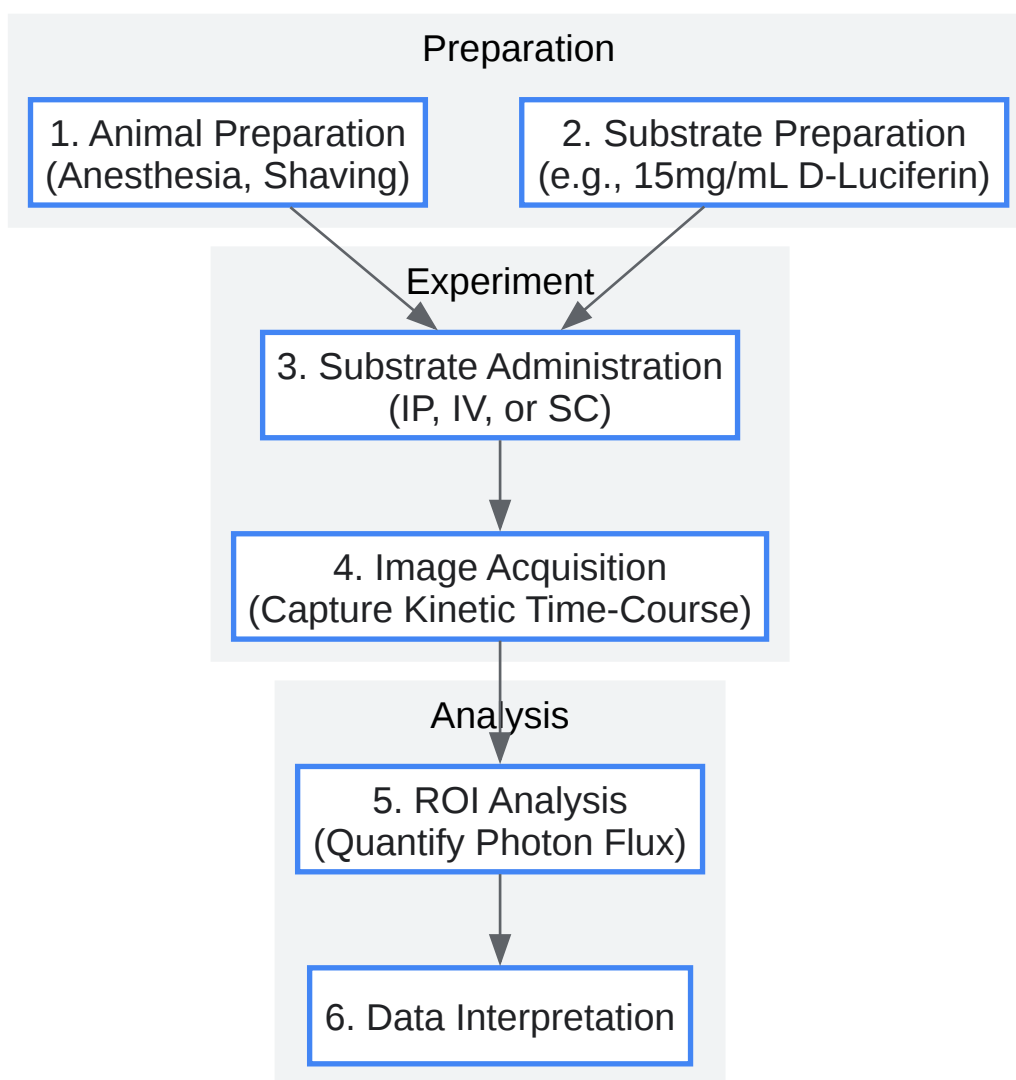 Preparation
1. Animal Preparation
(Anesthesia, Shaving)
2. Substrate Preparation
(e.g., 15mg/mL D-Luciferin)
Experiment
3. Substrate Administration
(IP, IV, or SC)
4. Image Acquisition
(Capture Kinetic Time-Course)
Analysis
5. ROI Analysis
(Quantify Photon Flux)
6. Data Interpretation